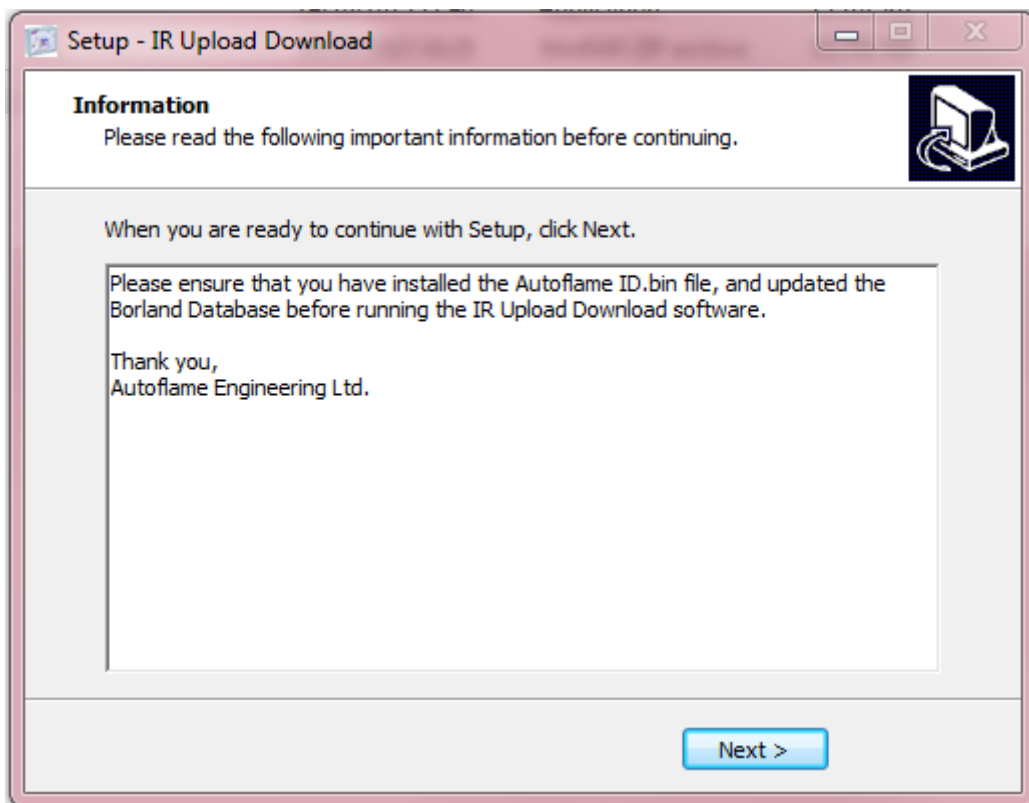 Setup - IR Upload Download
Information
Please read the following important information before continuing.
When you are ready to continue with Setup, click Next.
Please ensure that you have installed the Autoflame ID.bin file, and updated the
Borland Database before running the IR Upload Download software.
Thank you,
Autoflame Engineering Ltd.
Next >